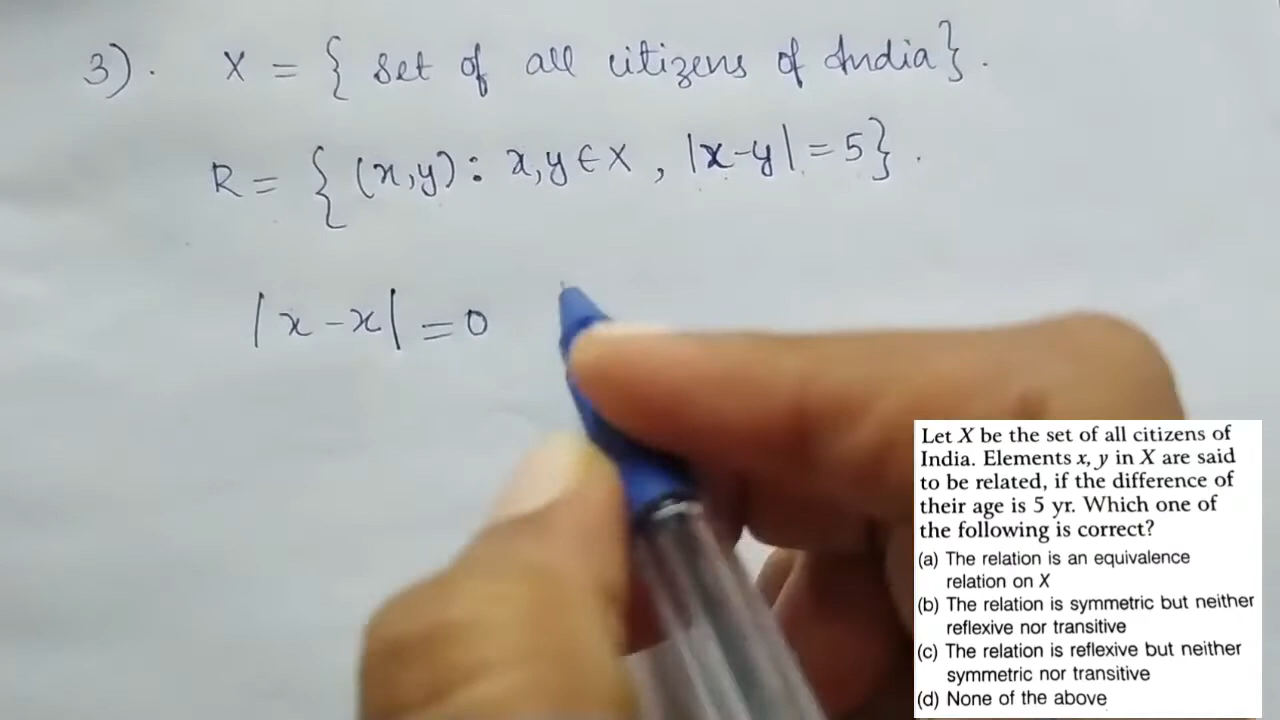 3). X = { set of all citizens of India}.
R = { (x,y) : x,y ∈ X , |x-y| = 5} .
|x-x| = 0
Let X be the set of all citizens of
India. Elements x, y in X are said
to be related, if the difference of
their age is 5 yr. Which one of
the following is correct?
(a) The relation is an equivalence
relation on X
(b) The relation is symmetric but neither
reflexive nor transitive
(c) The relation is reflexive but neither
symmetric nor transitive
(d) None of the above